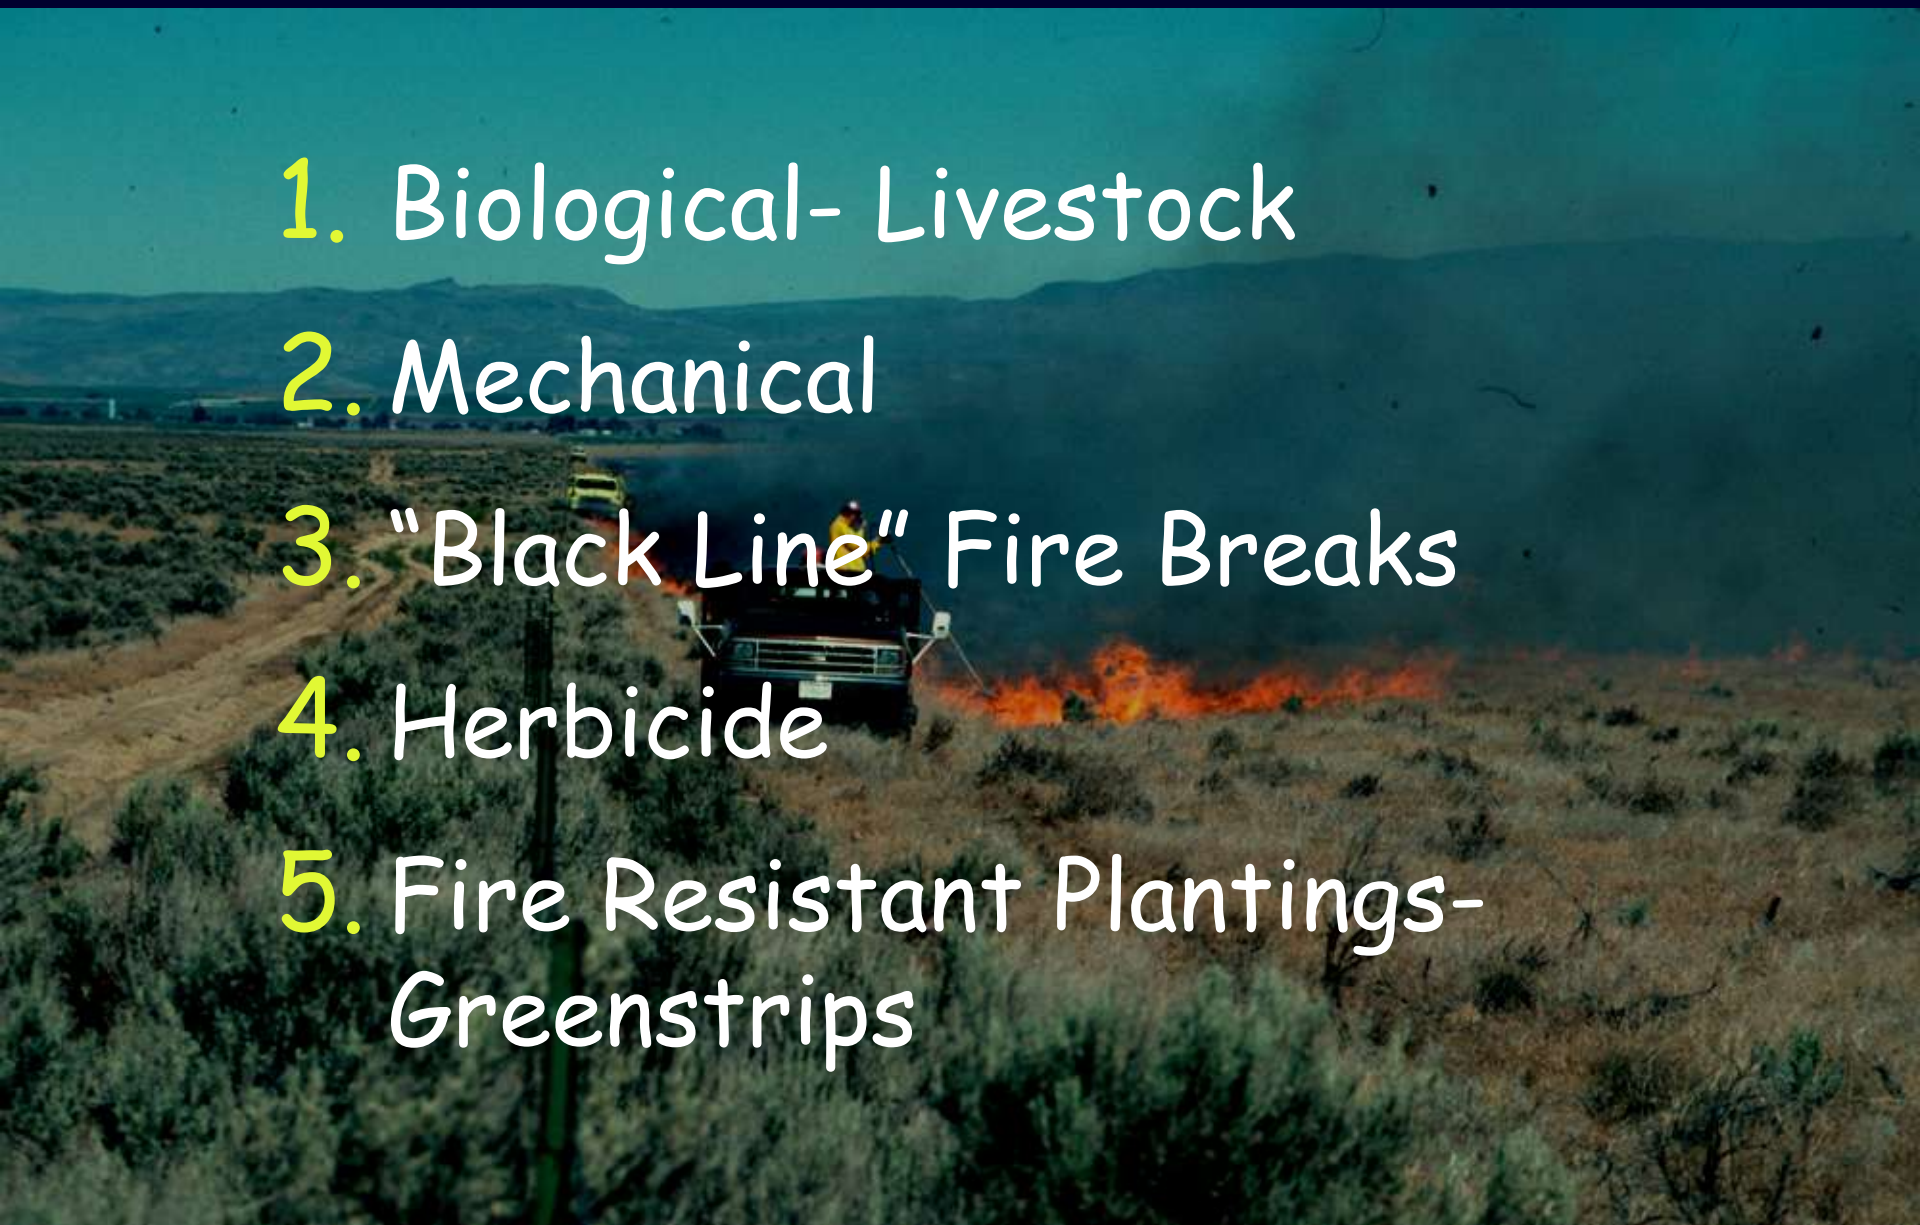 1. Biological- Livestock
2. Mechanical
3. “Black Line” Fire Breaks
4. Herbicide
5. Fire Resistant Plantings-
Greenstrips